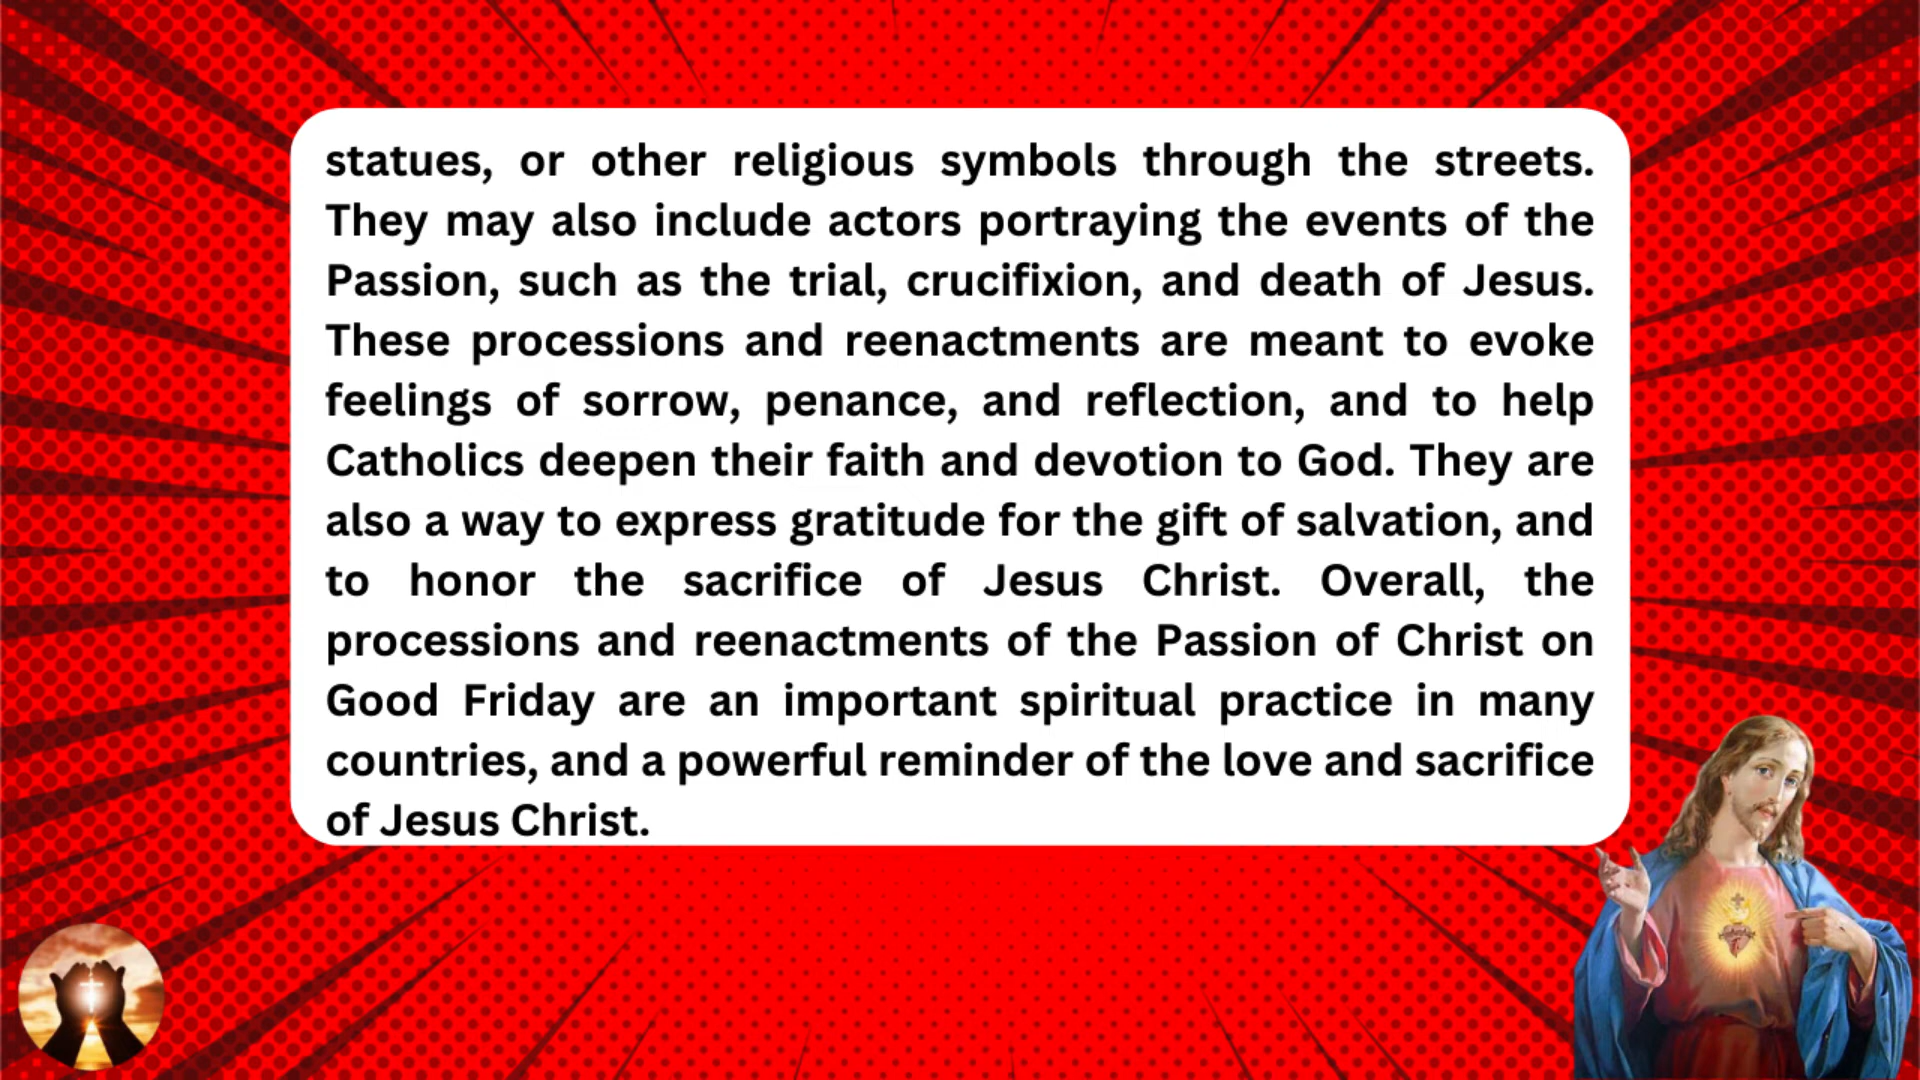 statues, or other religious symbols through the streets.
They may also include actors portraying the events of the
Passion, such as the trial, crucifixion, and death of Jesus.
These processions and reenactments are meant to evoke
feelings of sorrow, penance, and reflection, and to help
Catholics deepen their faith and devotion to God. They are
also a way to express gratitude for the gift of salvation, and
to honor the sacrifice of Jesus Christ. Overall, the
processions and reenactments of the Passion of Christ on
Good Friday are an important spiritual practice in many
countries, and a powerful reminder of the love and sacrifice
of Jesus Christ.